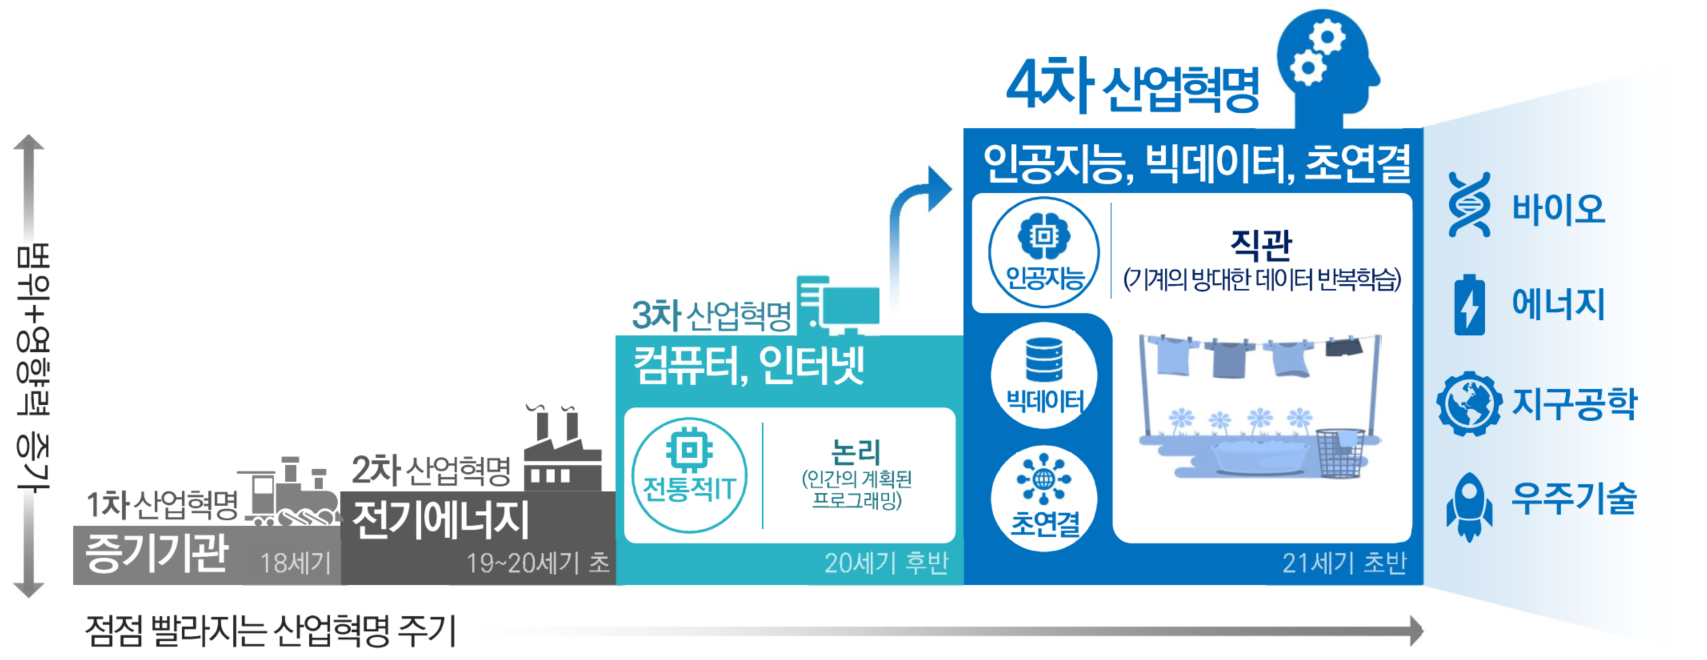 4차 산업혁명
인공지능, 빅데이터, 초연결
인공지능
직관
(기계의 방대한 데이터 반복학습)
빅데이터
초연결
21세기 초반
바이오
에너지
지구공학
우주기술
3차 산업혁명
컴퓨터, 인터넷
전통적IT
논리
(인간의 계획된
프로그래밍)
20세기 후반
2차 산업혁명
전기에너지
19~20세기 초
1차 산업혁명
증기기관
18세기
범위+영향력 증가
점점 빨라지는 산업혁명 주기